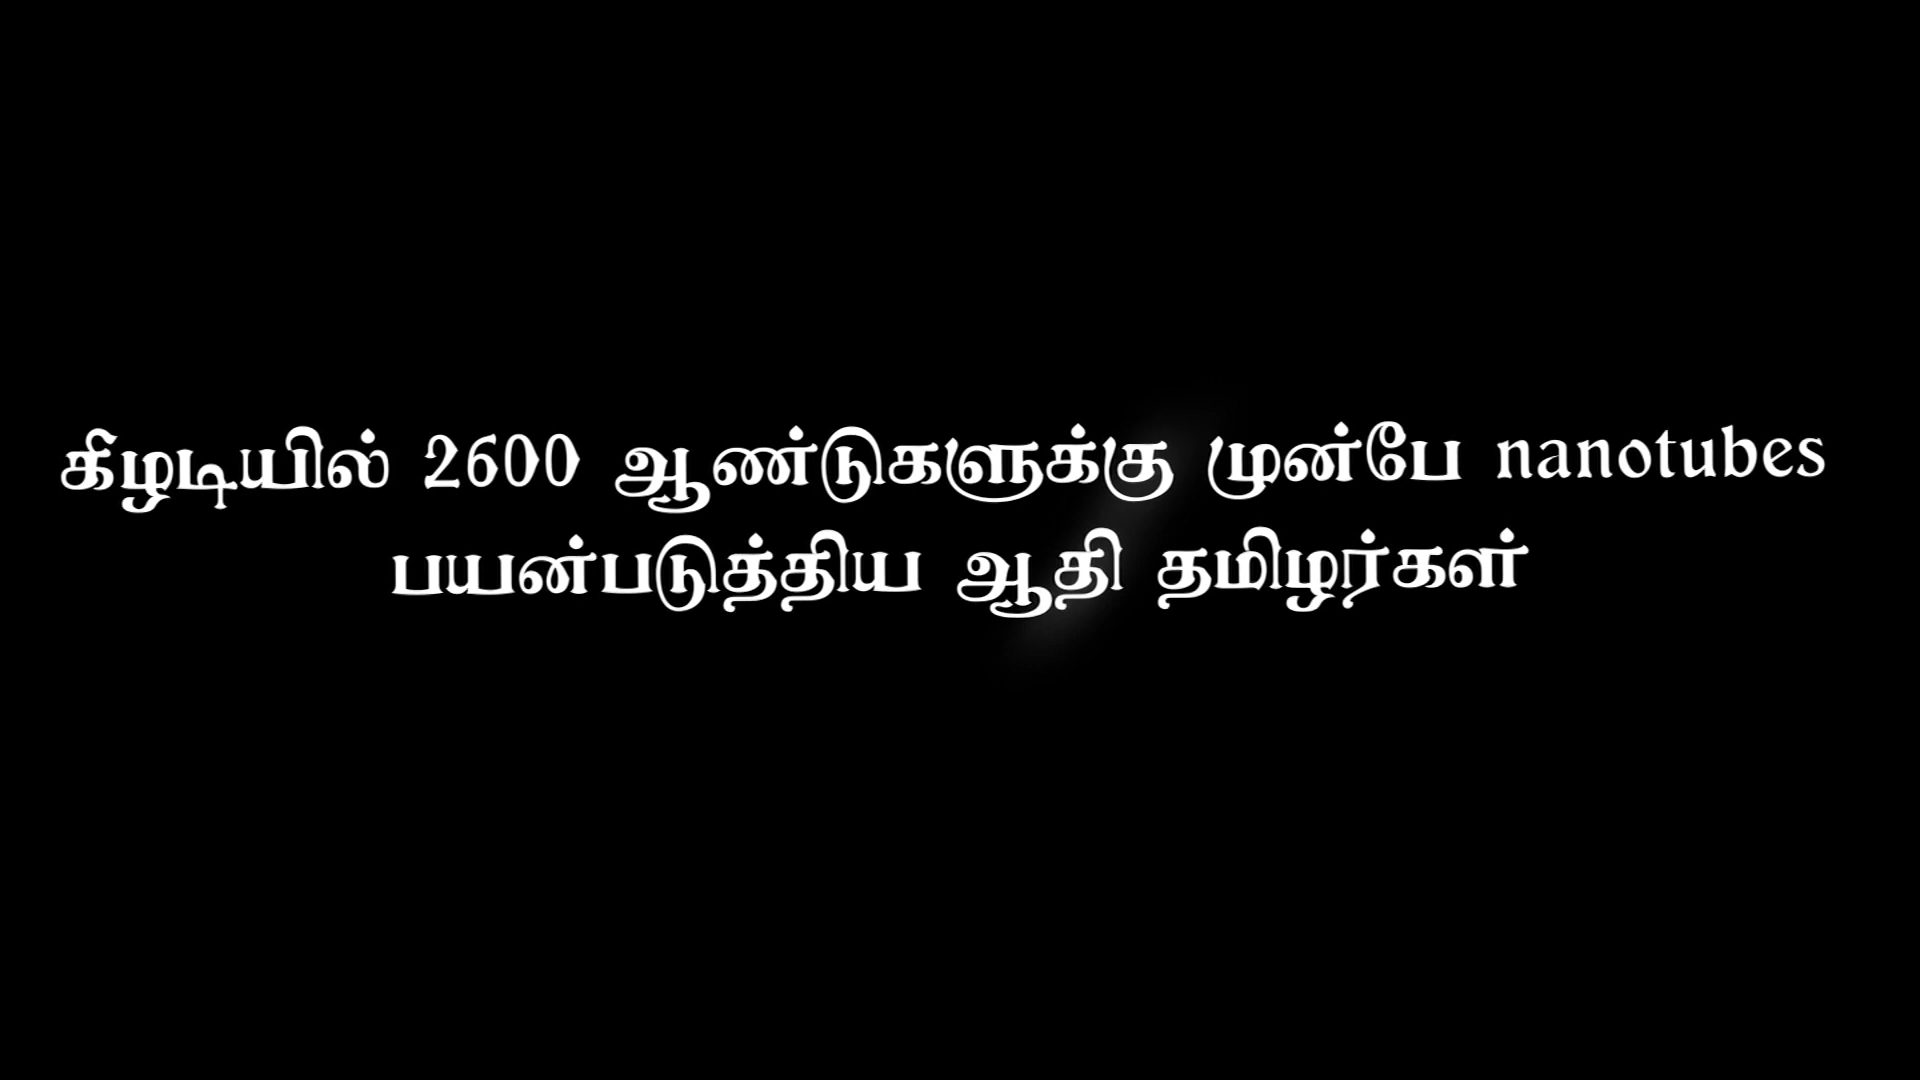 கிழடியில் 2600 ஆண்டுகளுக்கு முன்பே nanotubes
பயன்படுத்திய ஆதி தமிழர்கள்